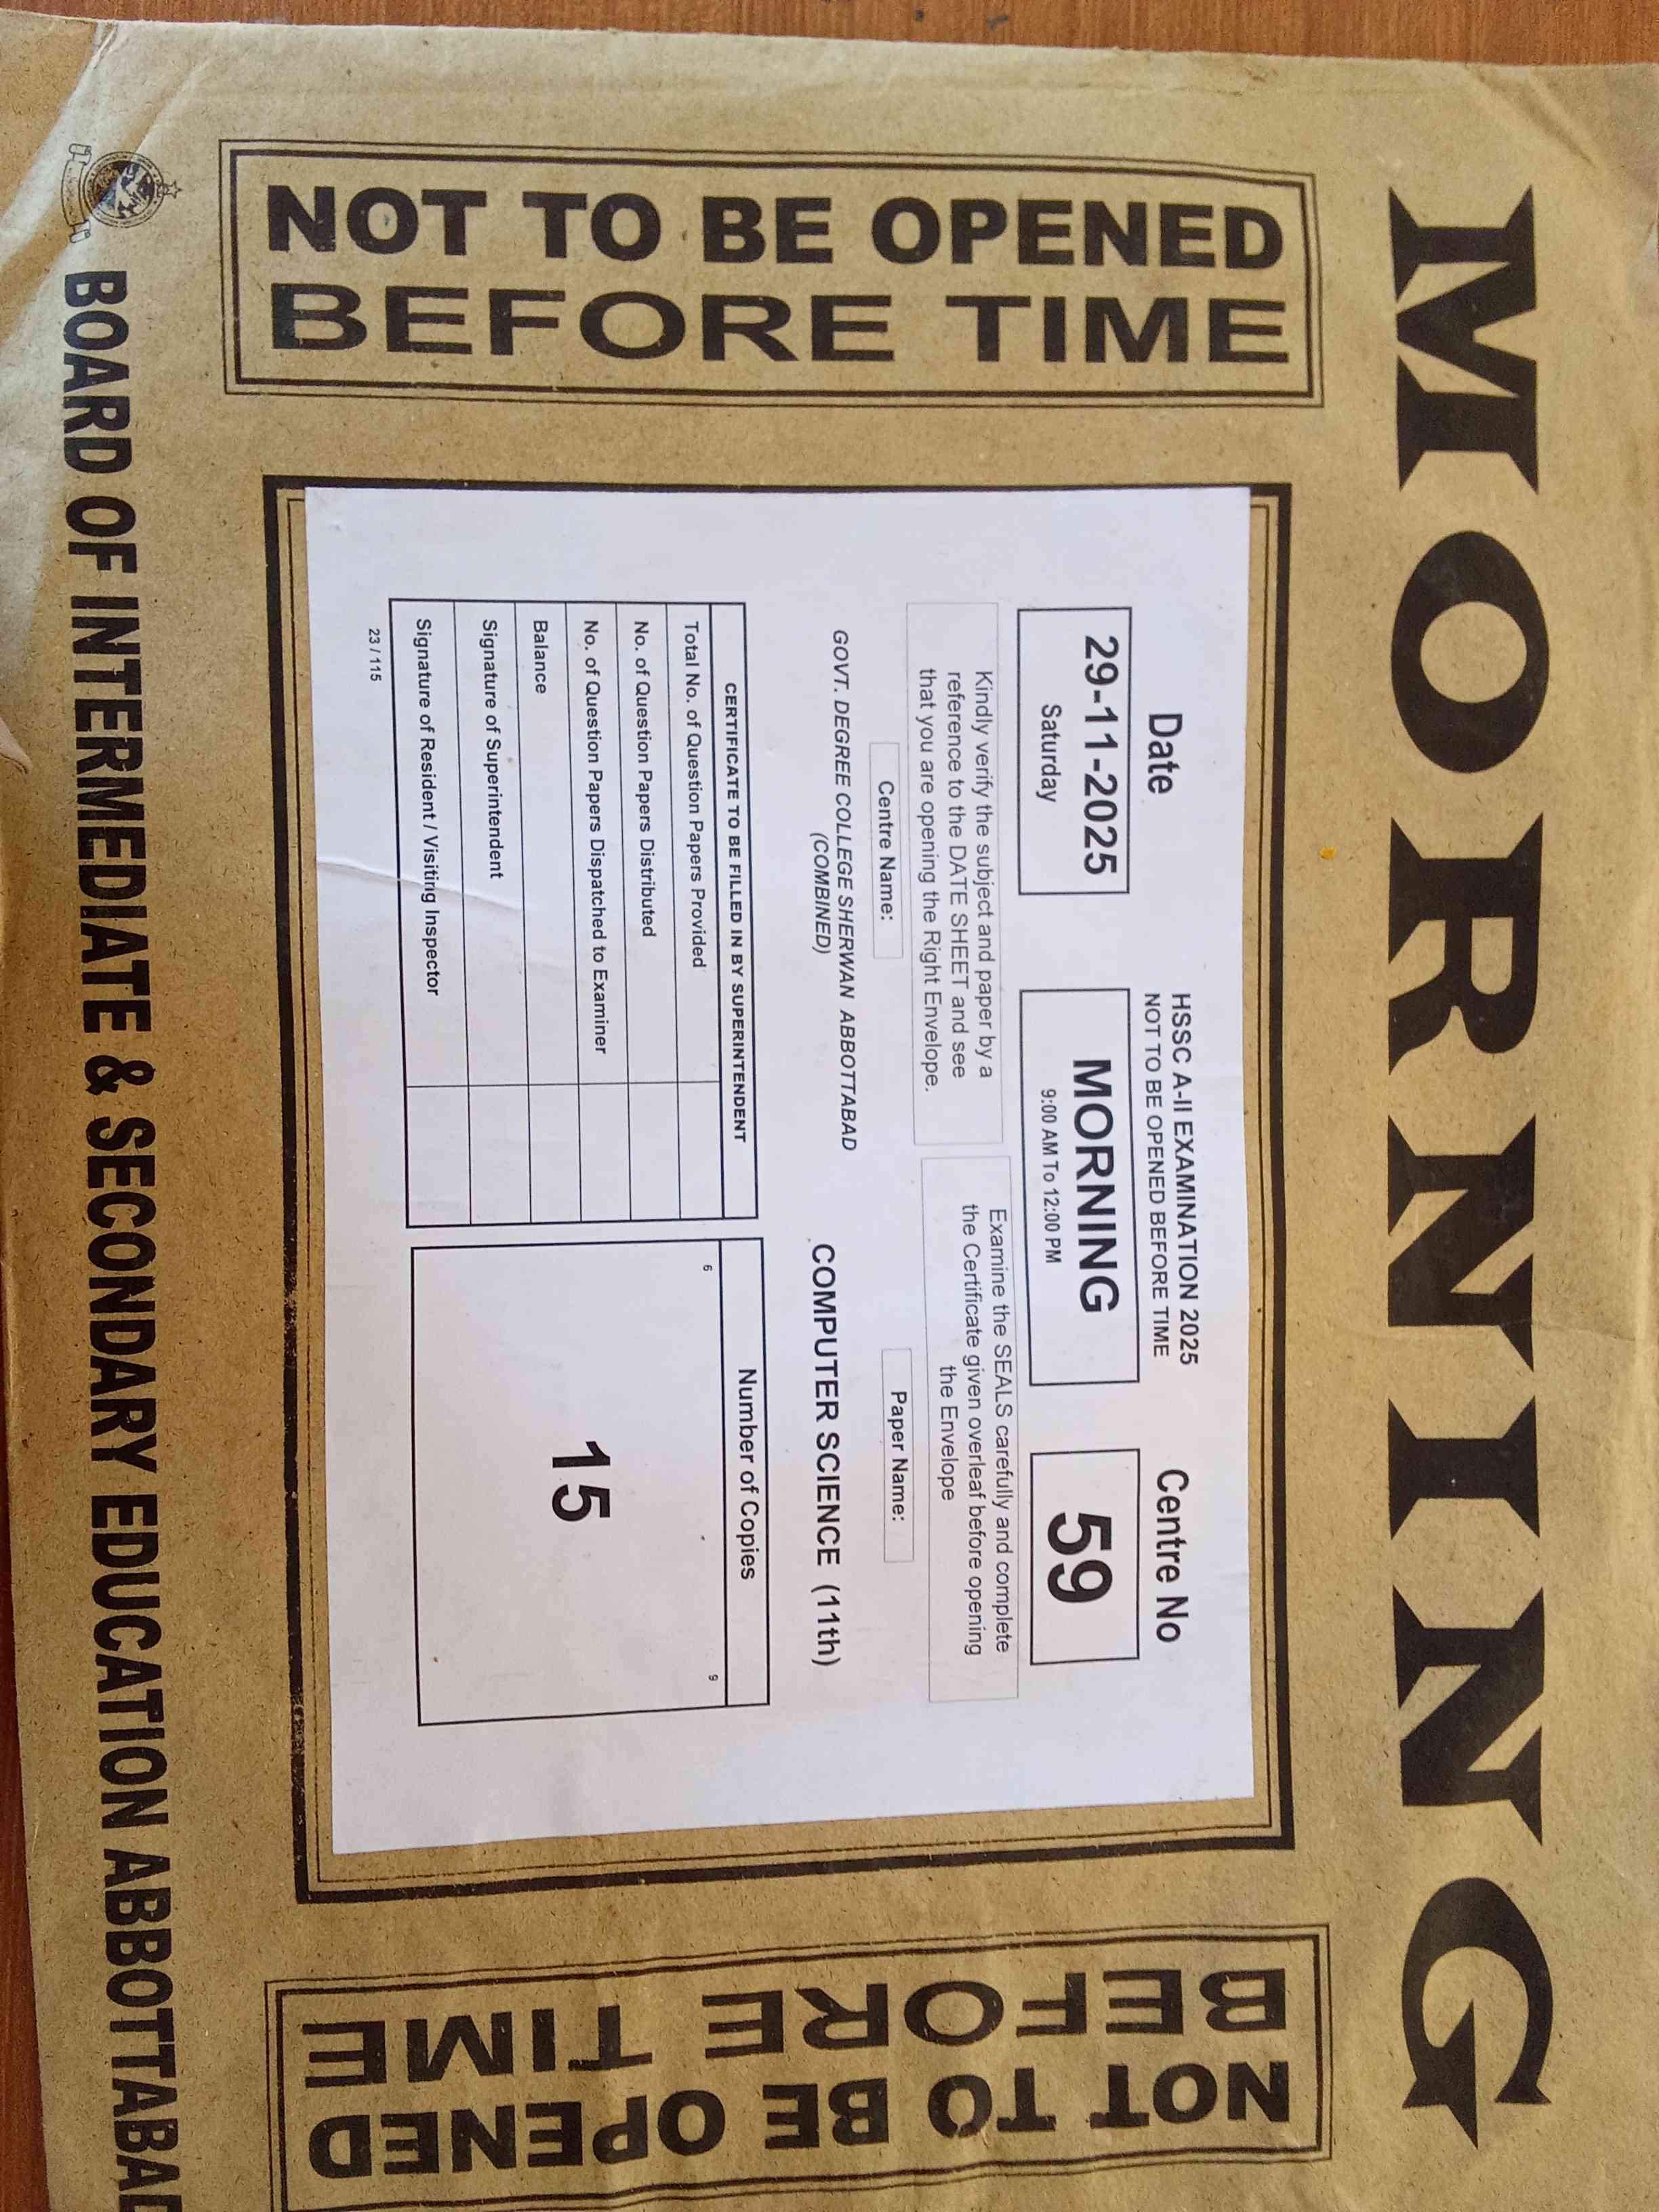 MORNING
NOT TO BE OPENED
BEFORE TIME
Date
HSSC A-II EXAMINATION 2025
NOT TO BE OPENED BEFORE TIME
Centre No
29-11-2025
Saturday
MORNING
9:00 AM To 12:00 PM
59
Kindly verify the subject and paper by a
reference to the DATE SHEET and see
that you are opening the Right Envelope.
Examine the SEALS carefully and complete
the Certificate given overleaf before opening
the Envelope
Centre Name:
Paper Name:
GOVT. DEGREE COLLEGE SHERWAN ABBOTTABAD
(COMBINED)
COMPUTER SCIENCE (11th)
CERTIFICATE TO BE FILLED IN BY SUPERINTENDENT
Total No. of Question Papers Provided
No. of Question Papers Distributed
No. of Question Papers Dispatched to Examiner
Balance
Signature of Superintendent
Signature of Resident / Visiting Inspector
23 / 115
Number of Copies
6
9
15
NOT TO BE OPENED
BEFORE TIME
BOARD OF INTERMEDIATE & SECONDARY EDUCATION ABBOTTABAD